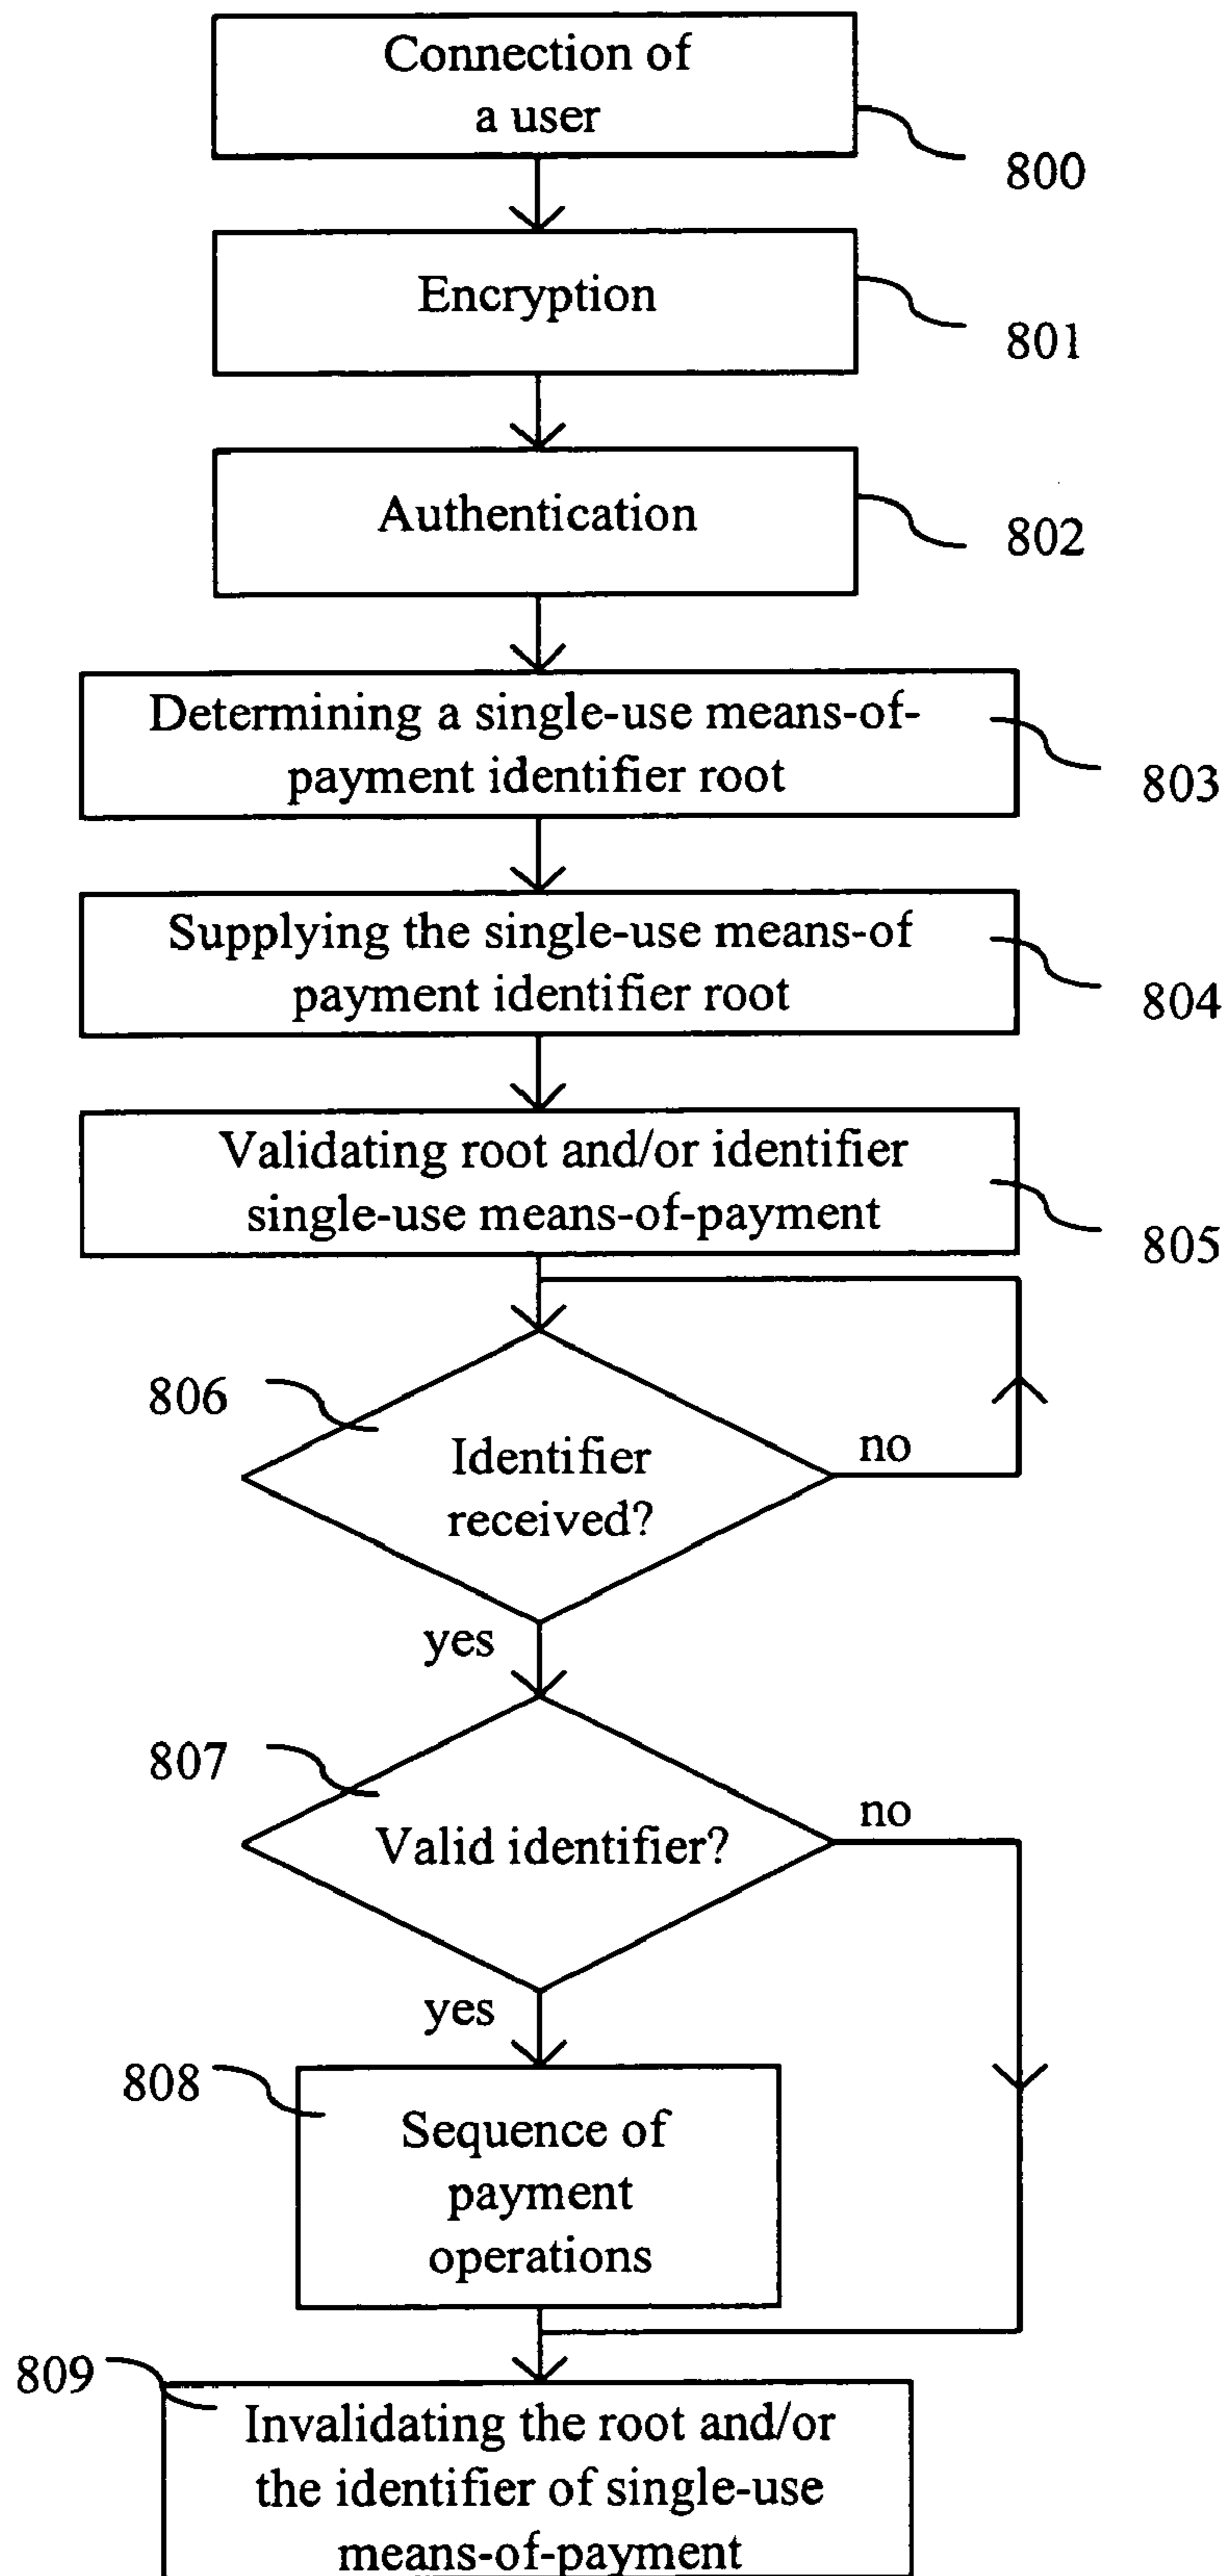 Connection of
a user
800
Encryption
801
Authentication
802
Determining a single-use means-of-
payment identifier root
803
Supplying the single-use means-of
payment identifier root
804
Validating root and/or identifier
single-use means-of-payment
805
806
Identifier
received?
no
yes
807
Valid identifier?
no
yes
808
Sequence of
payment
operations
809
Invalidating the root and/or
the identifier of single-use
means-of-payment